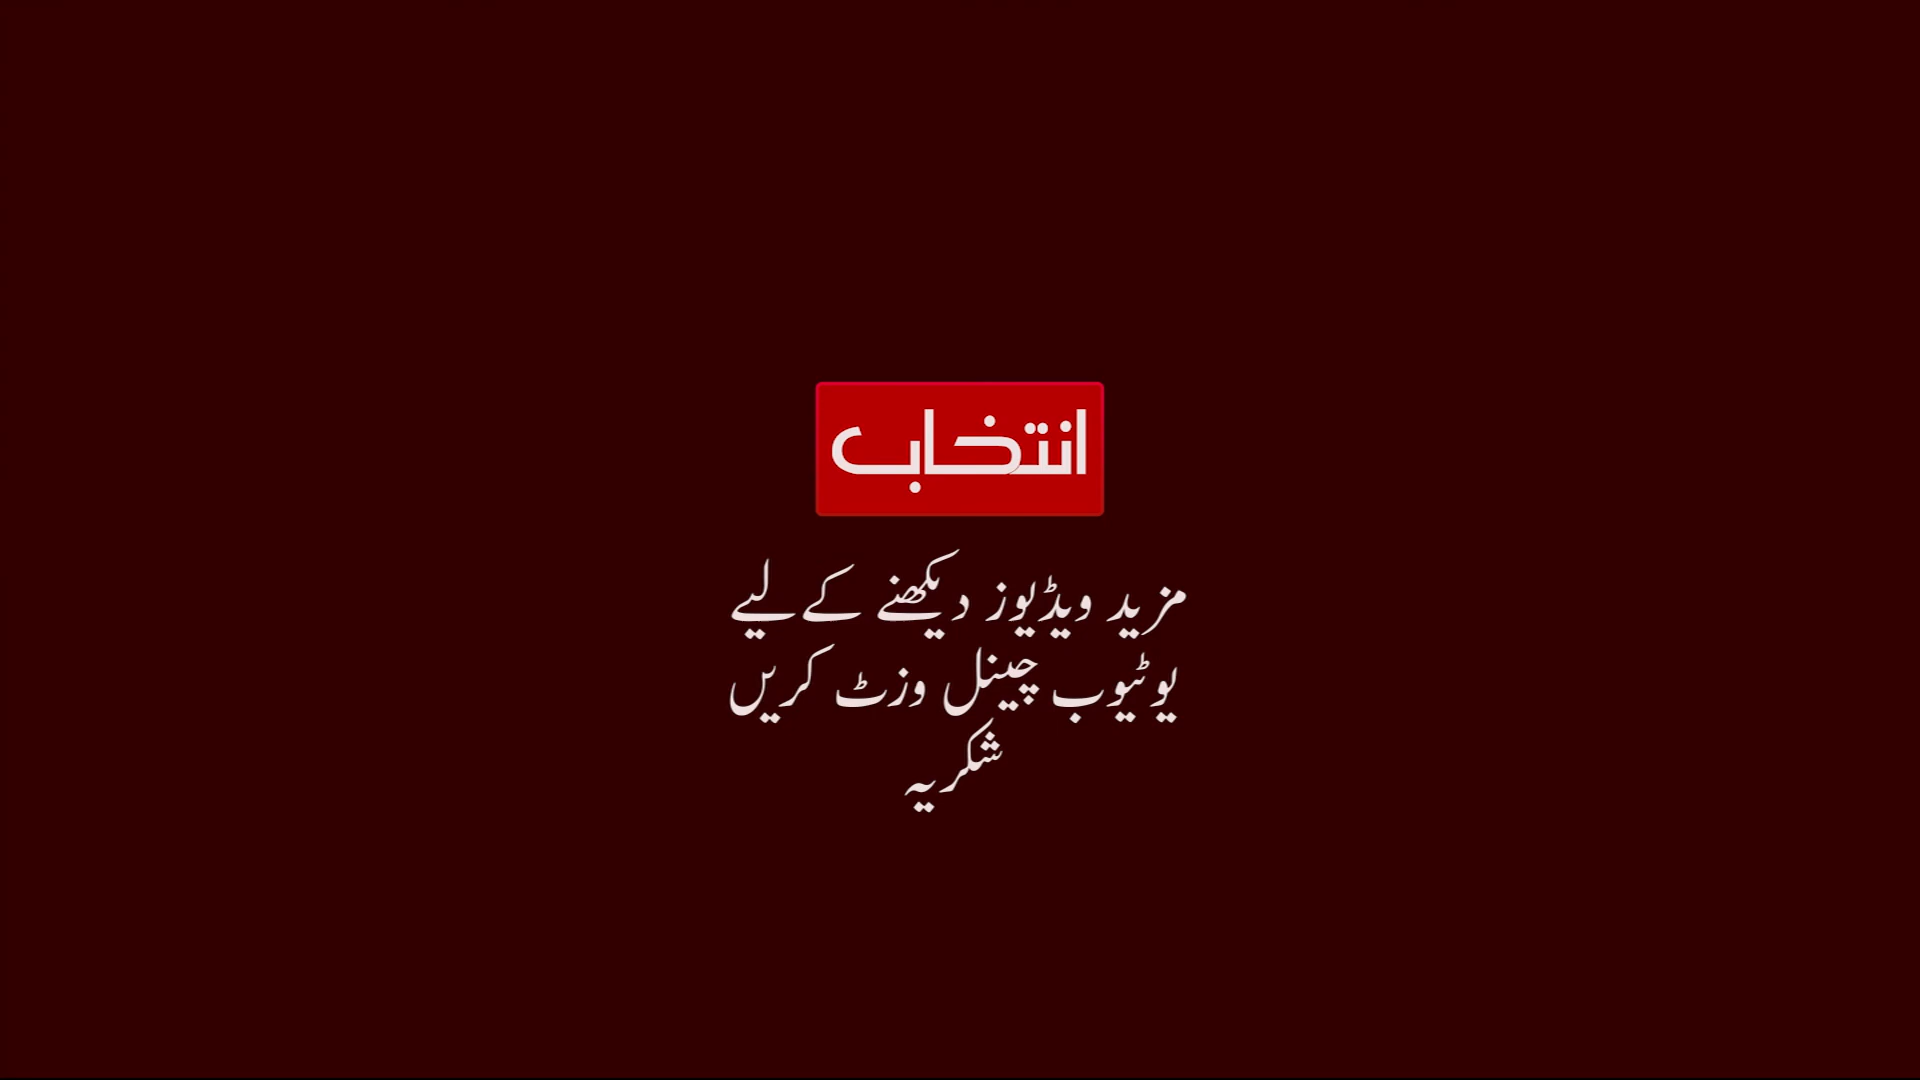 انتخاب
مزید ویڈیوز دیکھنے کے لیے
یوٹیوب چینل وزٹ کریں
شکریہ